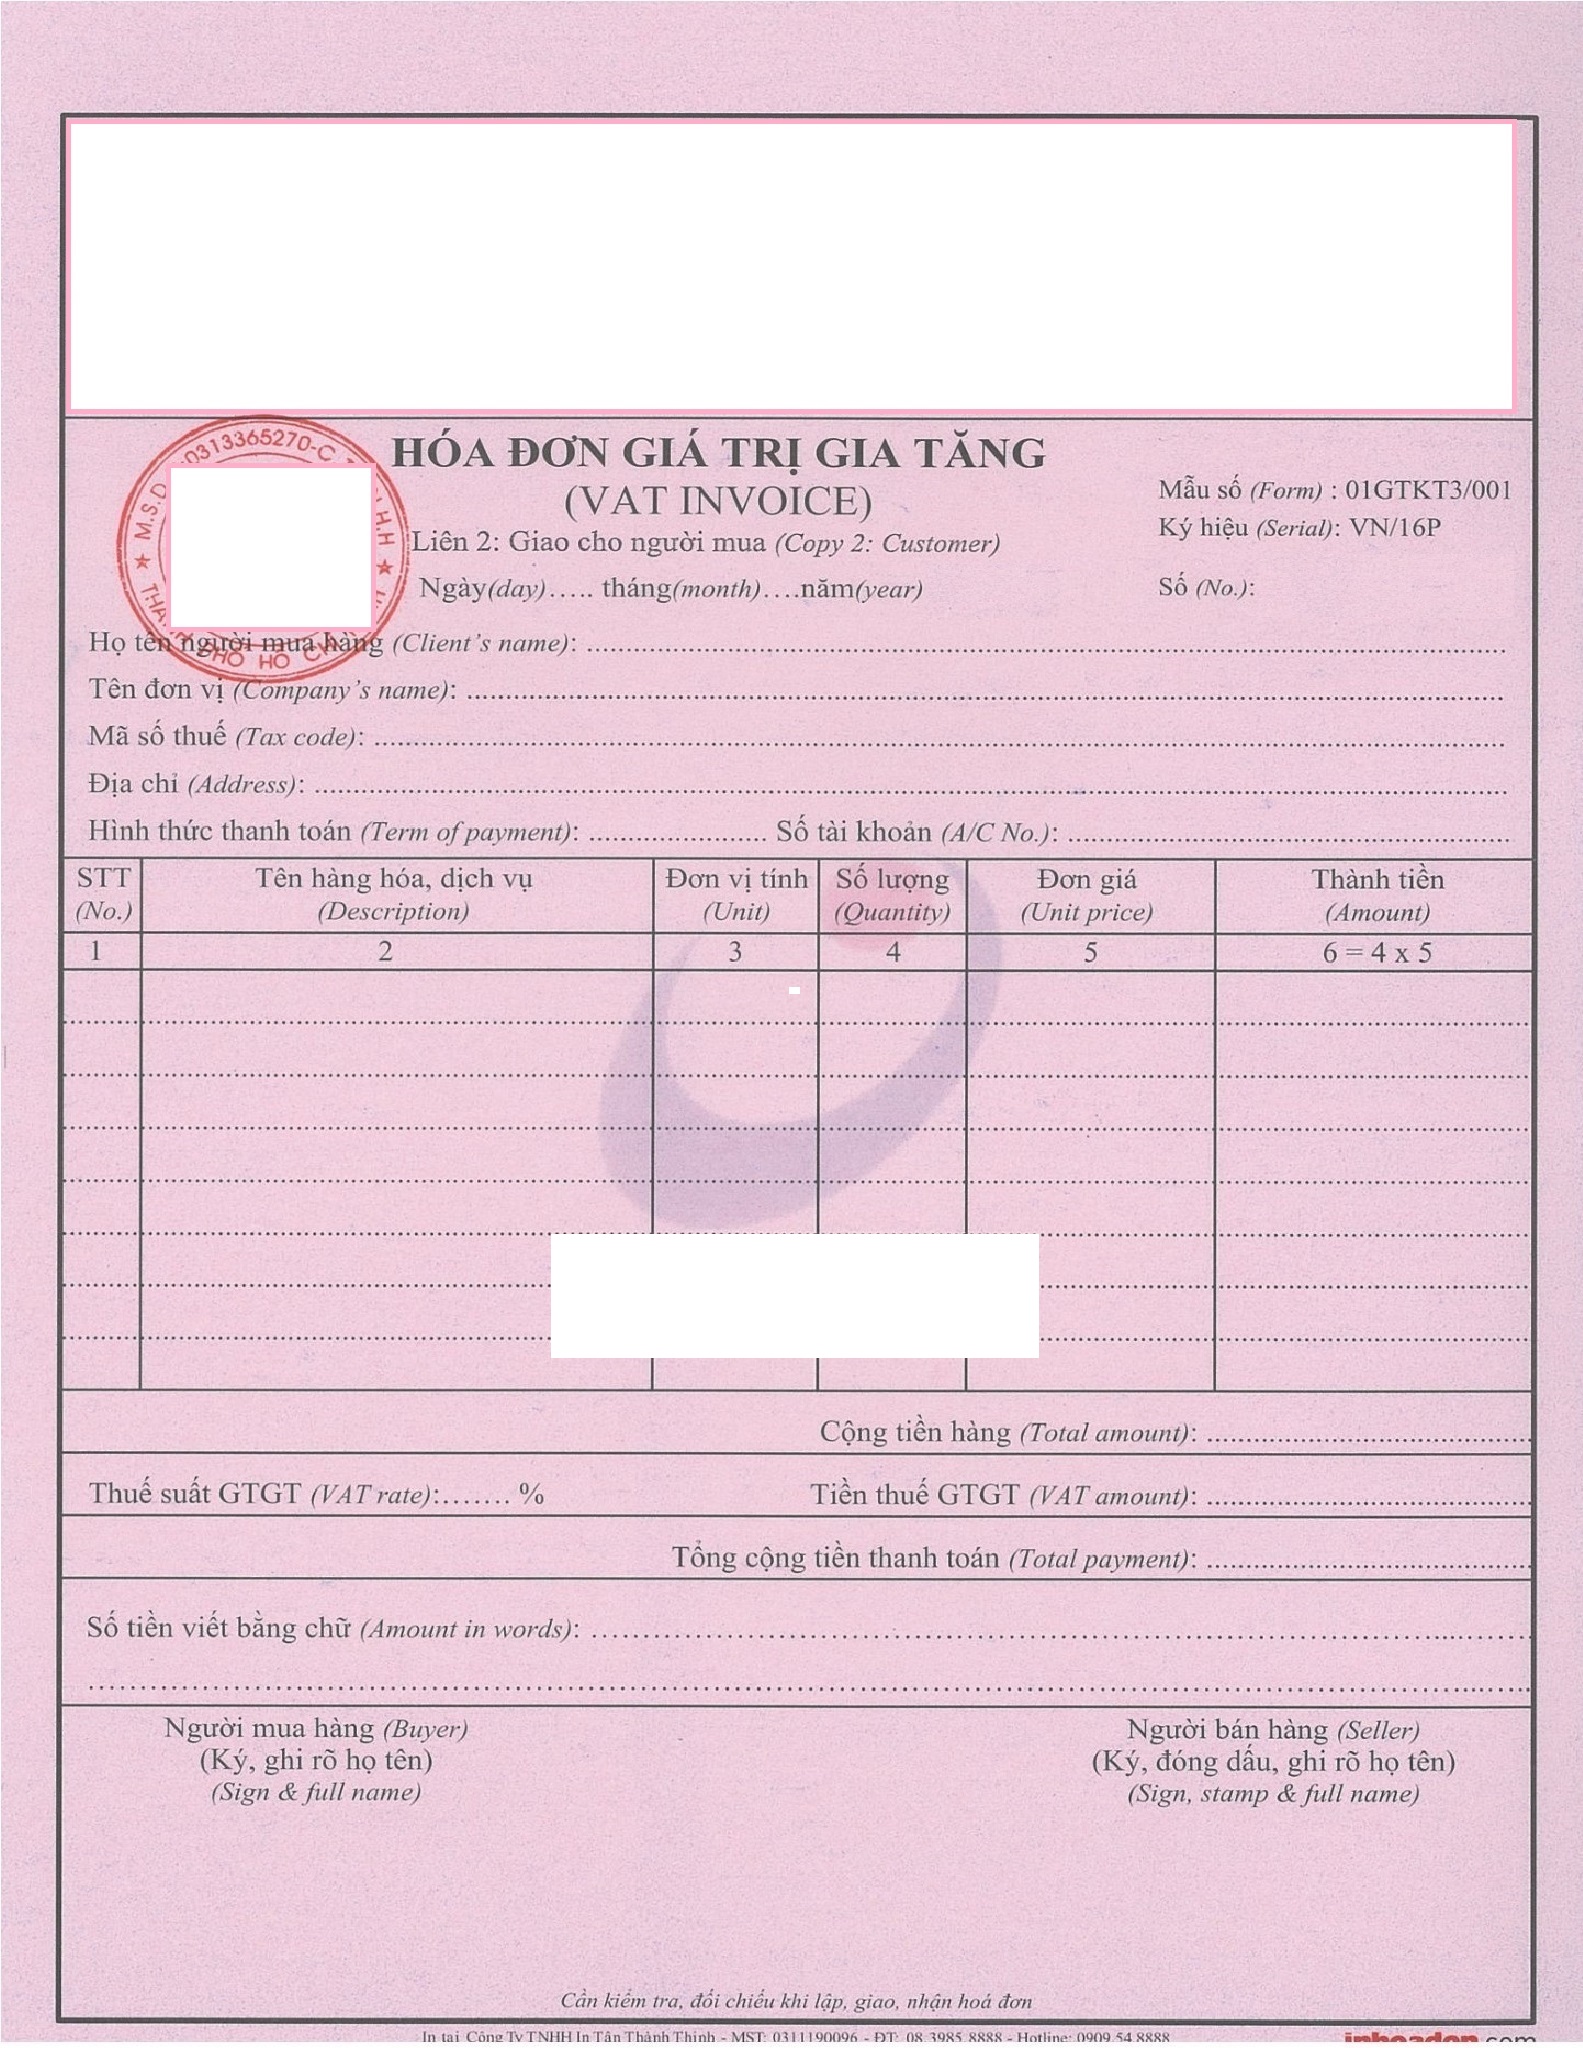 M.S.D 0313365270-C H.H
HÓA ĐƠN GIÁ TRỊ GIA TĂNG
(VAT INVOICE)
Mẫu số (Form) : 01GTKT3/001
Ký hiệu (Serial): VN/16P
Liên 2: Giao cho người mua (Copy 2: Customer)
Ngày(day)..... tháng(month)....năm(year)
Số (No.):
Họ tên người mua hàng (Client's name):
HỒ
Tên đơn vị (Company's name):
Mã số thuế (Tax code):
Địa chỉ (Address):
Hình thức thanh toán (Term of payment): Số tài khoản (A/C No.):
STT Tên hàng hóa, dịch vụ Đơn vị tính Số lượng Đơn giá Thành tiền
(No.) (Description) (Unit) (Quantity) (Unit price) (Amount)
1 2 3 4 5 6 = 4 x 5
Cộng tiền hàng (Total amount):
Thuế suất GTGT (VAT rate):....... % Tiền thuế GTGT (VAT amount):
Tổng cộng tiền thanh toán (Total payment):
Số tiền viết bằng chữ (Amount in words):
Người mua hàng (Buyer) Người bán hàng (Seller)
(Ký, ghi rõ họ tên) (Ký, đóng dấu, ghi rõ họ tên)
(Sign & full name) (Sign, stamp & full name)
Cần kiểm tra, đối chiếu khi lập, giao, nhận hoá đơn
In tại Công Ty TNHH In Tân Thành Thịnh - MST: 0311190096 - ĐT: 08.3985.8888 - Hotline: 0909.54.8888
inhoadon.com